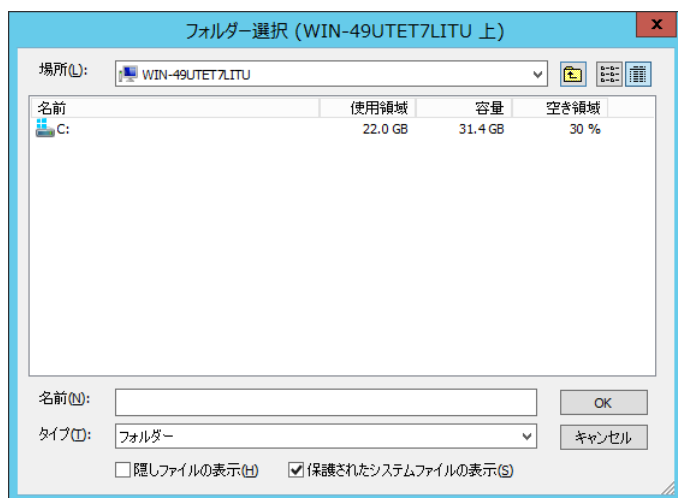 フォルダー選択 (WIN-49UTET7LITU 上)
x
場所(L): WIN-49UTET7LITU
名前 使用領域 容量 空き領域
C: 22.0 GB 31.4 GB 30 %
名前(N): OK
タイプ(T): フォルダー キャンセル
隠しファイルの表示(H) 保護されたシステムファイルの表示(S)